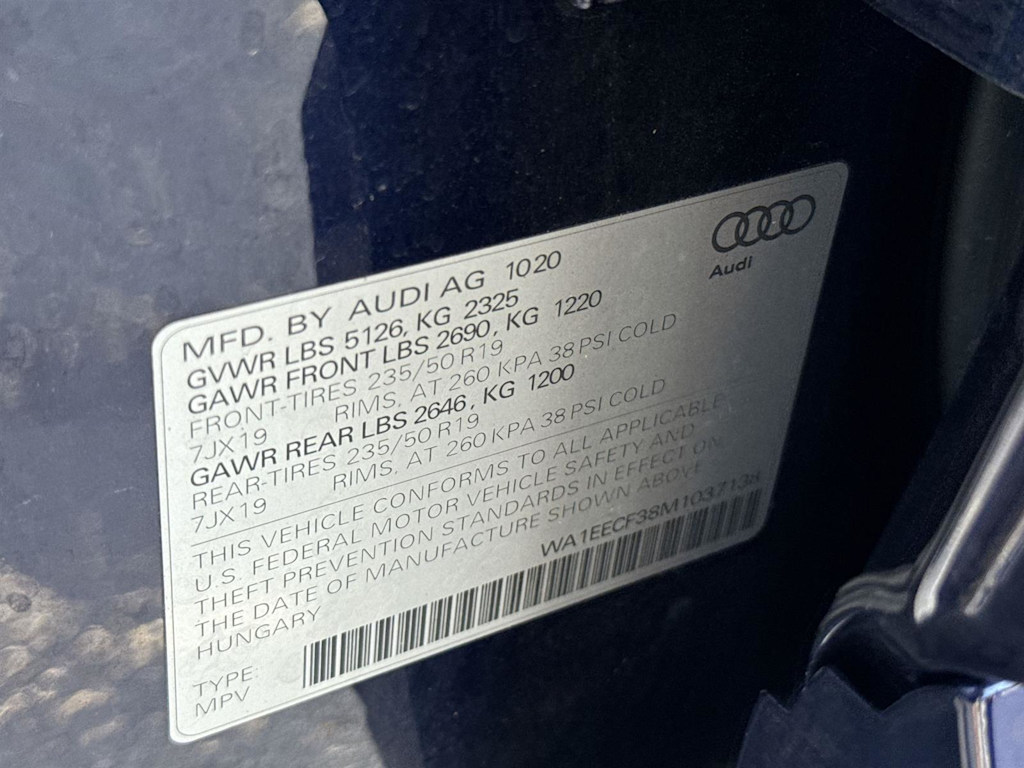 Audi
MFD. BY AUDI AG 1020
GVWR LBS 5126, KG 2325
GAWR FRONT LBS 2690, KG 1220
FRONT-TIRES 235/50 R19
7JX19 RIMS, AT 260 KPA 38 PSI COLD
GAWR REAR LBS 2646, KG 1200
REAR-TIRES 235/50 R19
7JX19 RIMS, AT 260 KPA 38 PSI COLD
THIS VEHICLE CONFORMS TO ALL APPLICABLE
U.S. FEDERAL MOTOR VEHICLE SAFETY AND
THEFT PREVENTION STANDARDS IN EFFECT ON
THE DATE OF MANUFACTURE SHOWN ABOVE
HUNGARY
WA1EECF38M1037138
TYPE:
MPV